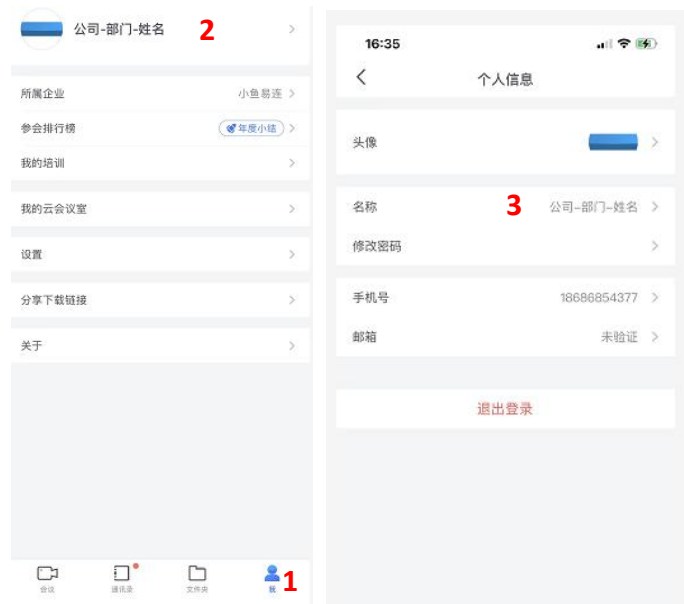 公司-部门-姓名
2
所属企业
小鱼易连
参会排行榜
年度小结
我的培训
我的云会议室
设置
分享下载链接
关于
会议
通讯录
文件夹
我
1
16:35
个人信息
头像
名称
3
公司-部门-姓名
修改密码
手机号
18686854377
邮箱
未验证
退出登录